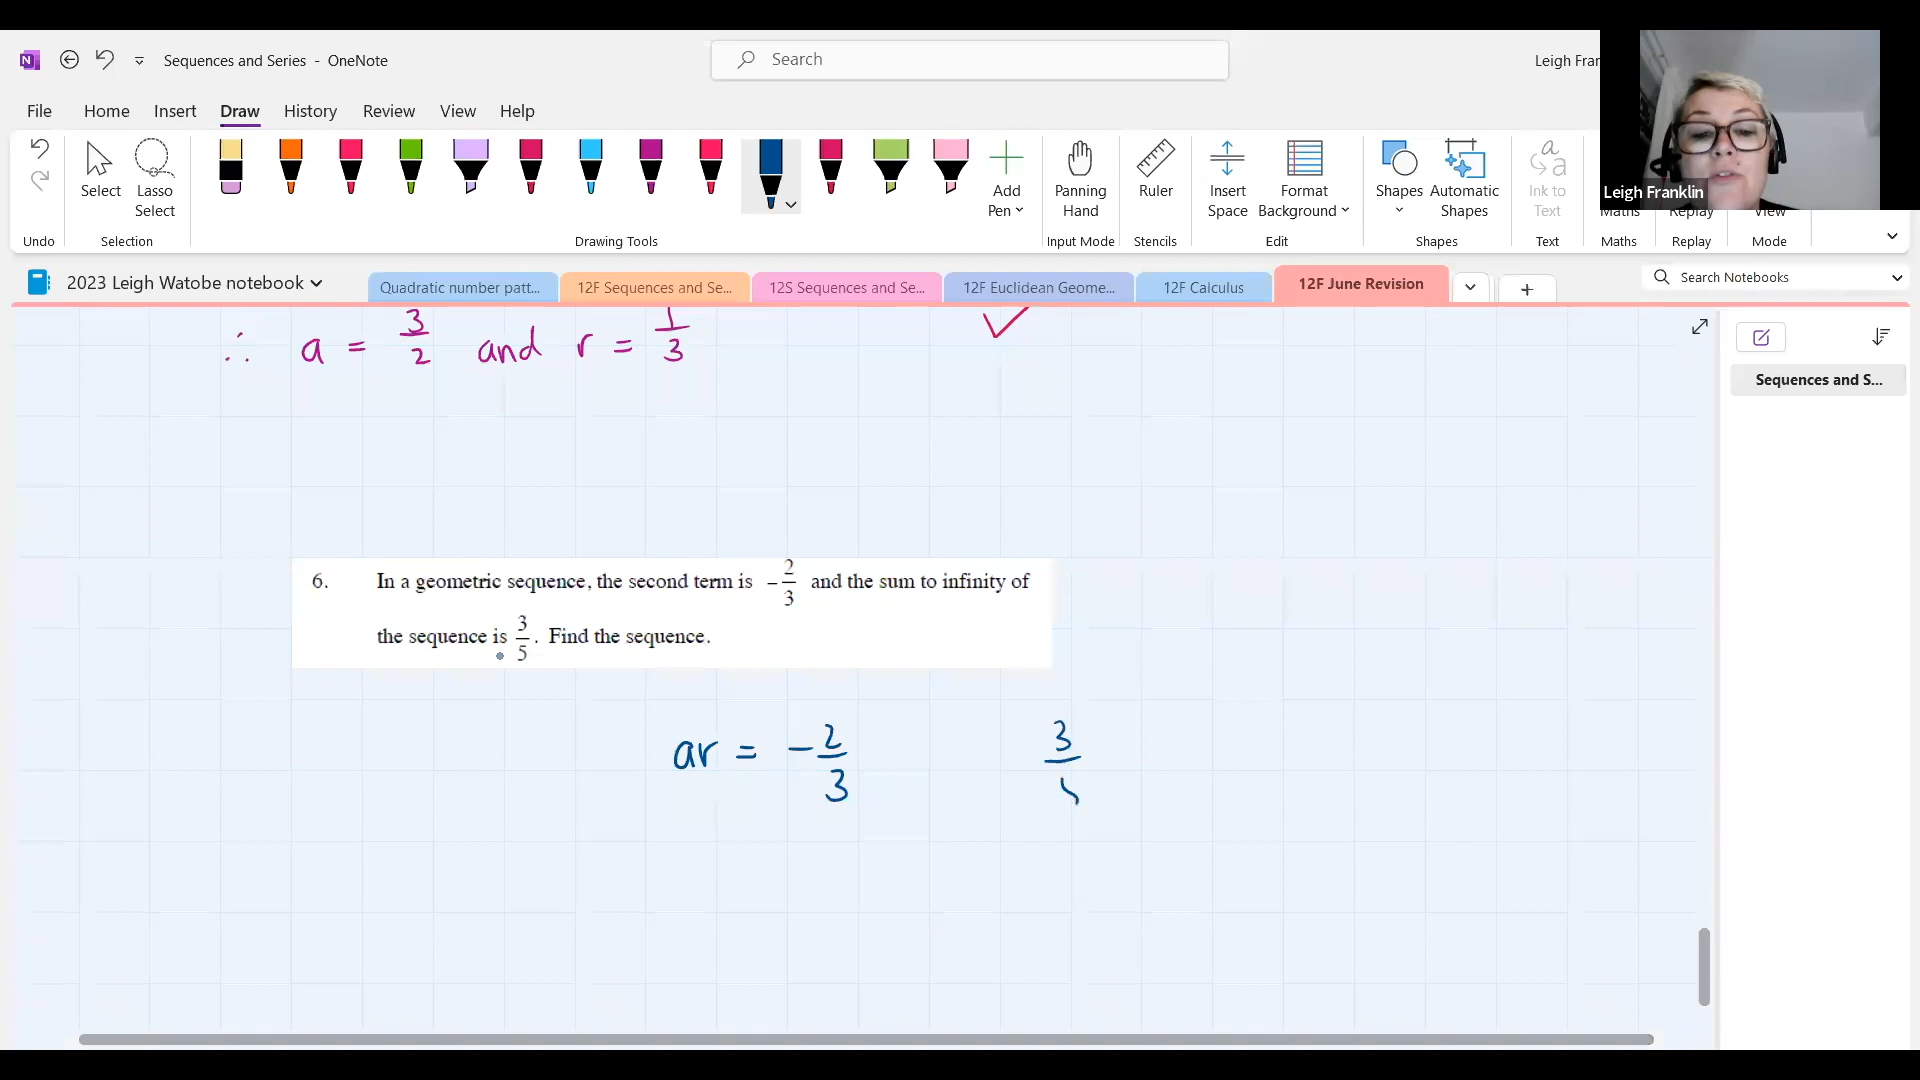 Sequences and Series - OneNote
Search
Leigh Fran
File Home Insert Draw History Review View Help
Leigh Franklin
Undo
Select
Lasso Select
Selection
Drawing Tools
Add Pen
Panning Hand
Input Mode
Ruler
Stencils
Insert Space
Format Background
Edit
Shapes
Automatic Shapes
Shapes
Ink to Text
Text
Maths
Maths
Replay
Replay
View
Mode
2023 Leigh Watobe notebook
Quadratic number patt... 12F Sequences and Se... 12S Sequences and Se... 12F Euclidean Geome... 12F Calculus 12F June Revision +
Search Notebooks
Sequences and S...
∴ a = 3/2 and r = 1/3
6. In a geometric sequence, the second term is -2/3 and the sum to infinity of
the sequence is 3/5. Find the sequence.
ar = -2/3 3/